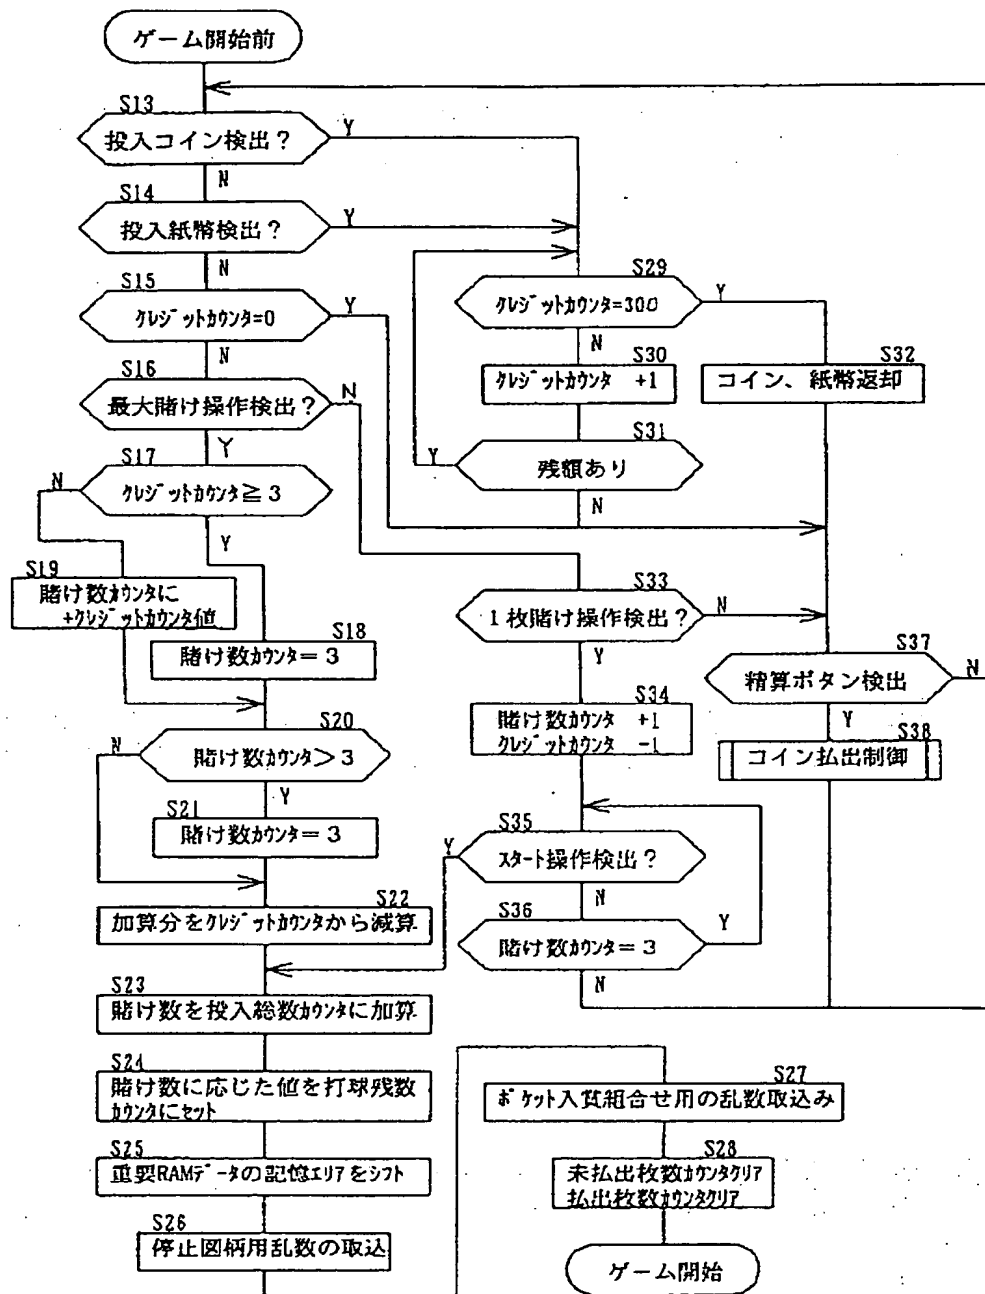 ゲーム開始前
S13
投入コイン検出？
Y
N
S14
投入紙幣検出？
Y
N
S15
クレジットカウンタ=0
Y
N
S16
最大賭け操作検出？
N
Y
S17
クレジットカウンタ≧3
N
Y
S19
賭け数カウンタに
+クレジットカウンタ値
S18
賭け数カウンタ＝3
S20
賭け数カウンタ＞3
N
Y
S21
賭け数カウンタ＝3
S22
加算分をクレジットカウンタから減算
S23
賭け数を投入総数カウンタに加算
S24
賭け数に応じた値を打球残数
カウンタにセット
S25
重要RAMデータの記憶エリアをシフト
S26
停止図柄用乱数の取込
S29
クレジットカウンタ=300
Y
N
S30
クレジットカウンタ +1
S31
残額あり
Y
N
S32
コイン、紙幣返却
S33
1枚賭け操作検出？
N
Y
S34
賭け数カウンタ +1
クレジットカウンタ -1
S35
スタート操作検出？
Y
N
S36
賭け数カウンタ＝3
Y
N
S37
精算ボタン検出
N
Y
S38
コイン払出制御
S27
ポケット入賞組合せ用の乱数取込み
S28
未払出枚数カウンタクリア
払出枚数カウンタクリア
ゲーム開始